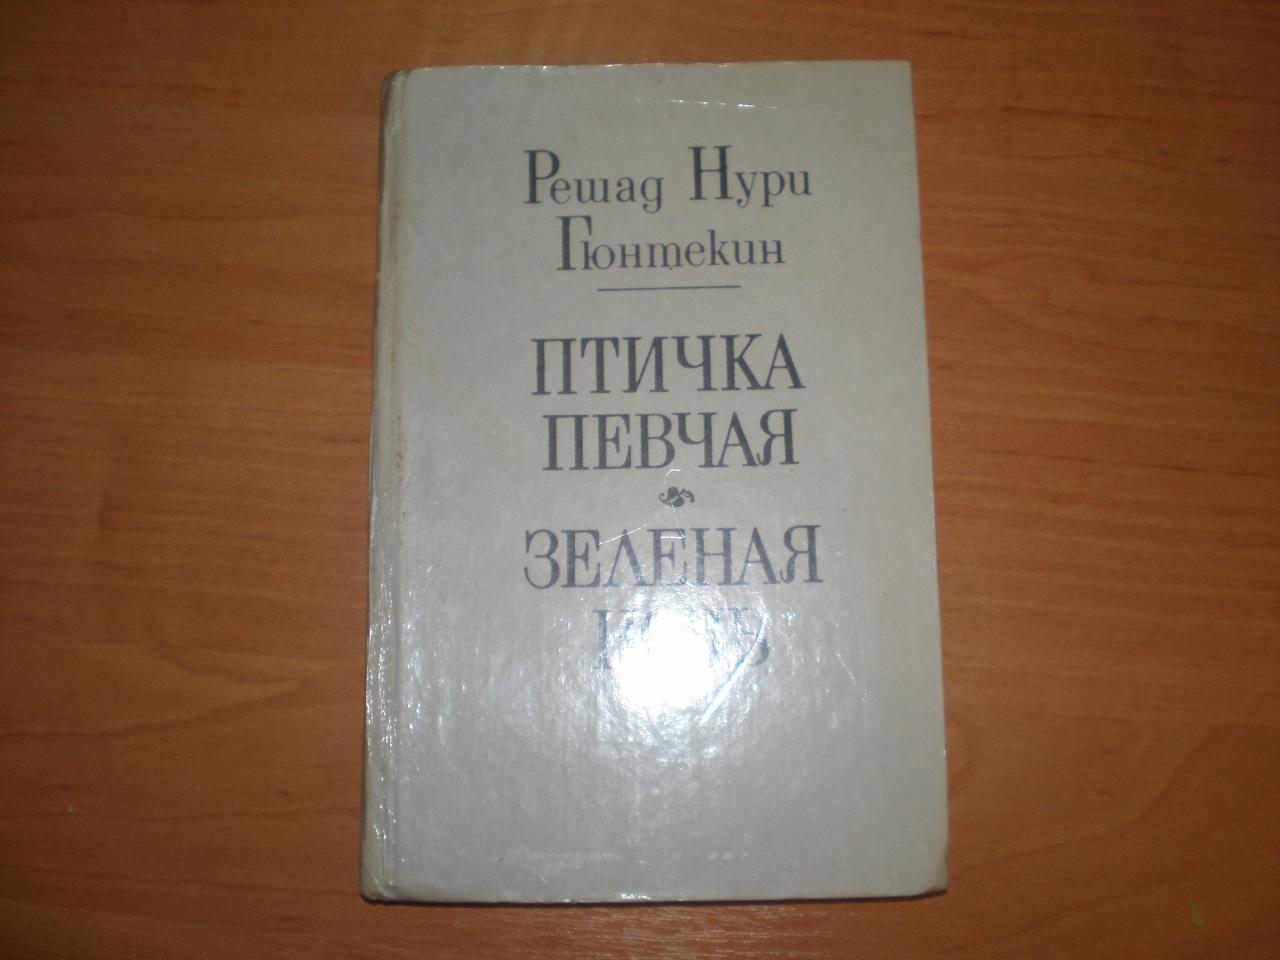 Решад Нури
Гюнтекин
ПТИЧКА
ПЕВЧАЯ
ЗЕЛЕНАЯ